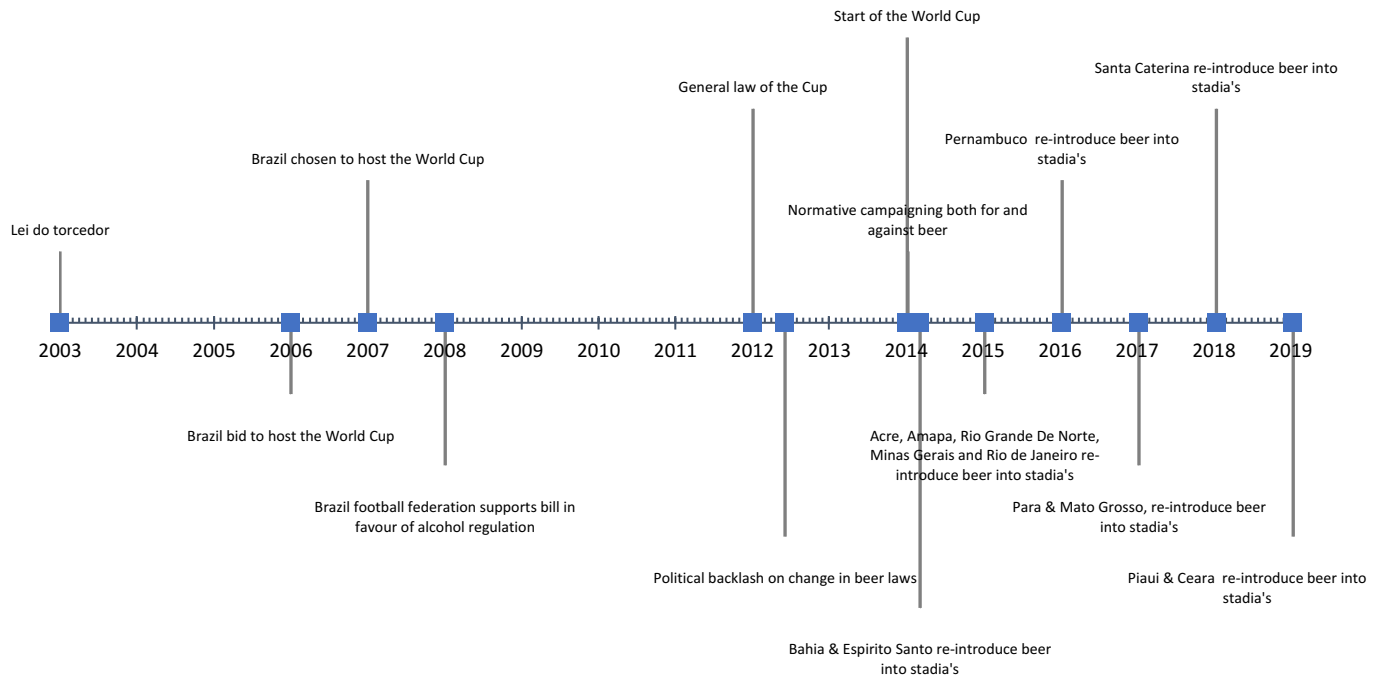 Start of the World Cup
Santa Caterina re-introduce beer into
stadia's
General law of the Cup
Pernambuco  re-introduce beer into
stadia's
Brazil chosen to host the World Cup
Normative campaigning both for and
against beer
Lei do torcedor
2003 2004 2005 2006 2007 2008 2009 2010 2011 2012 2013 2014 2015 2016 2017 2018 2019
Brazil bid to host the World Cup
Acre, Amapa, Rio Grande De Norte,
Minas Gerais and Rio de Janeiro re-
introduce beer into stadia's
Brazil football federation supports bill in
favour of alcohol regulation
Para & Mato Grosso, re-introduce beer
into stadia's
Political backlash on change in beer laws
Piaui & Ceara  re-introduce beer into
stadia's
Bahia & Espirito Santo re-introduce beer
into stadia's